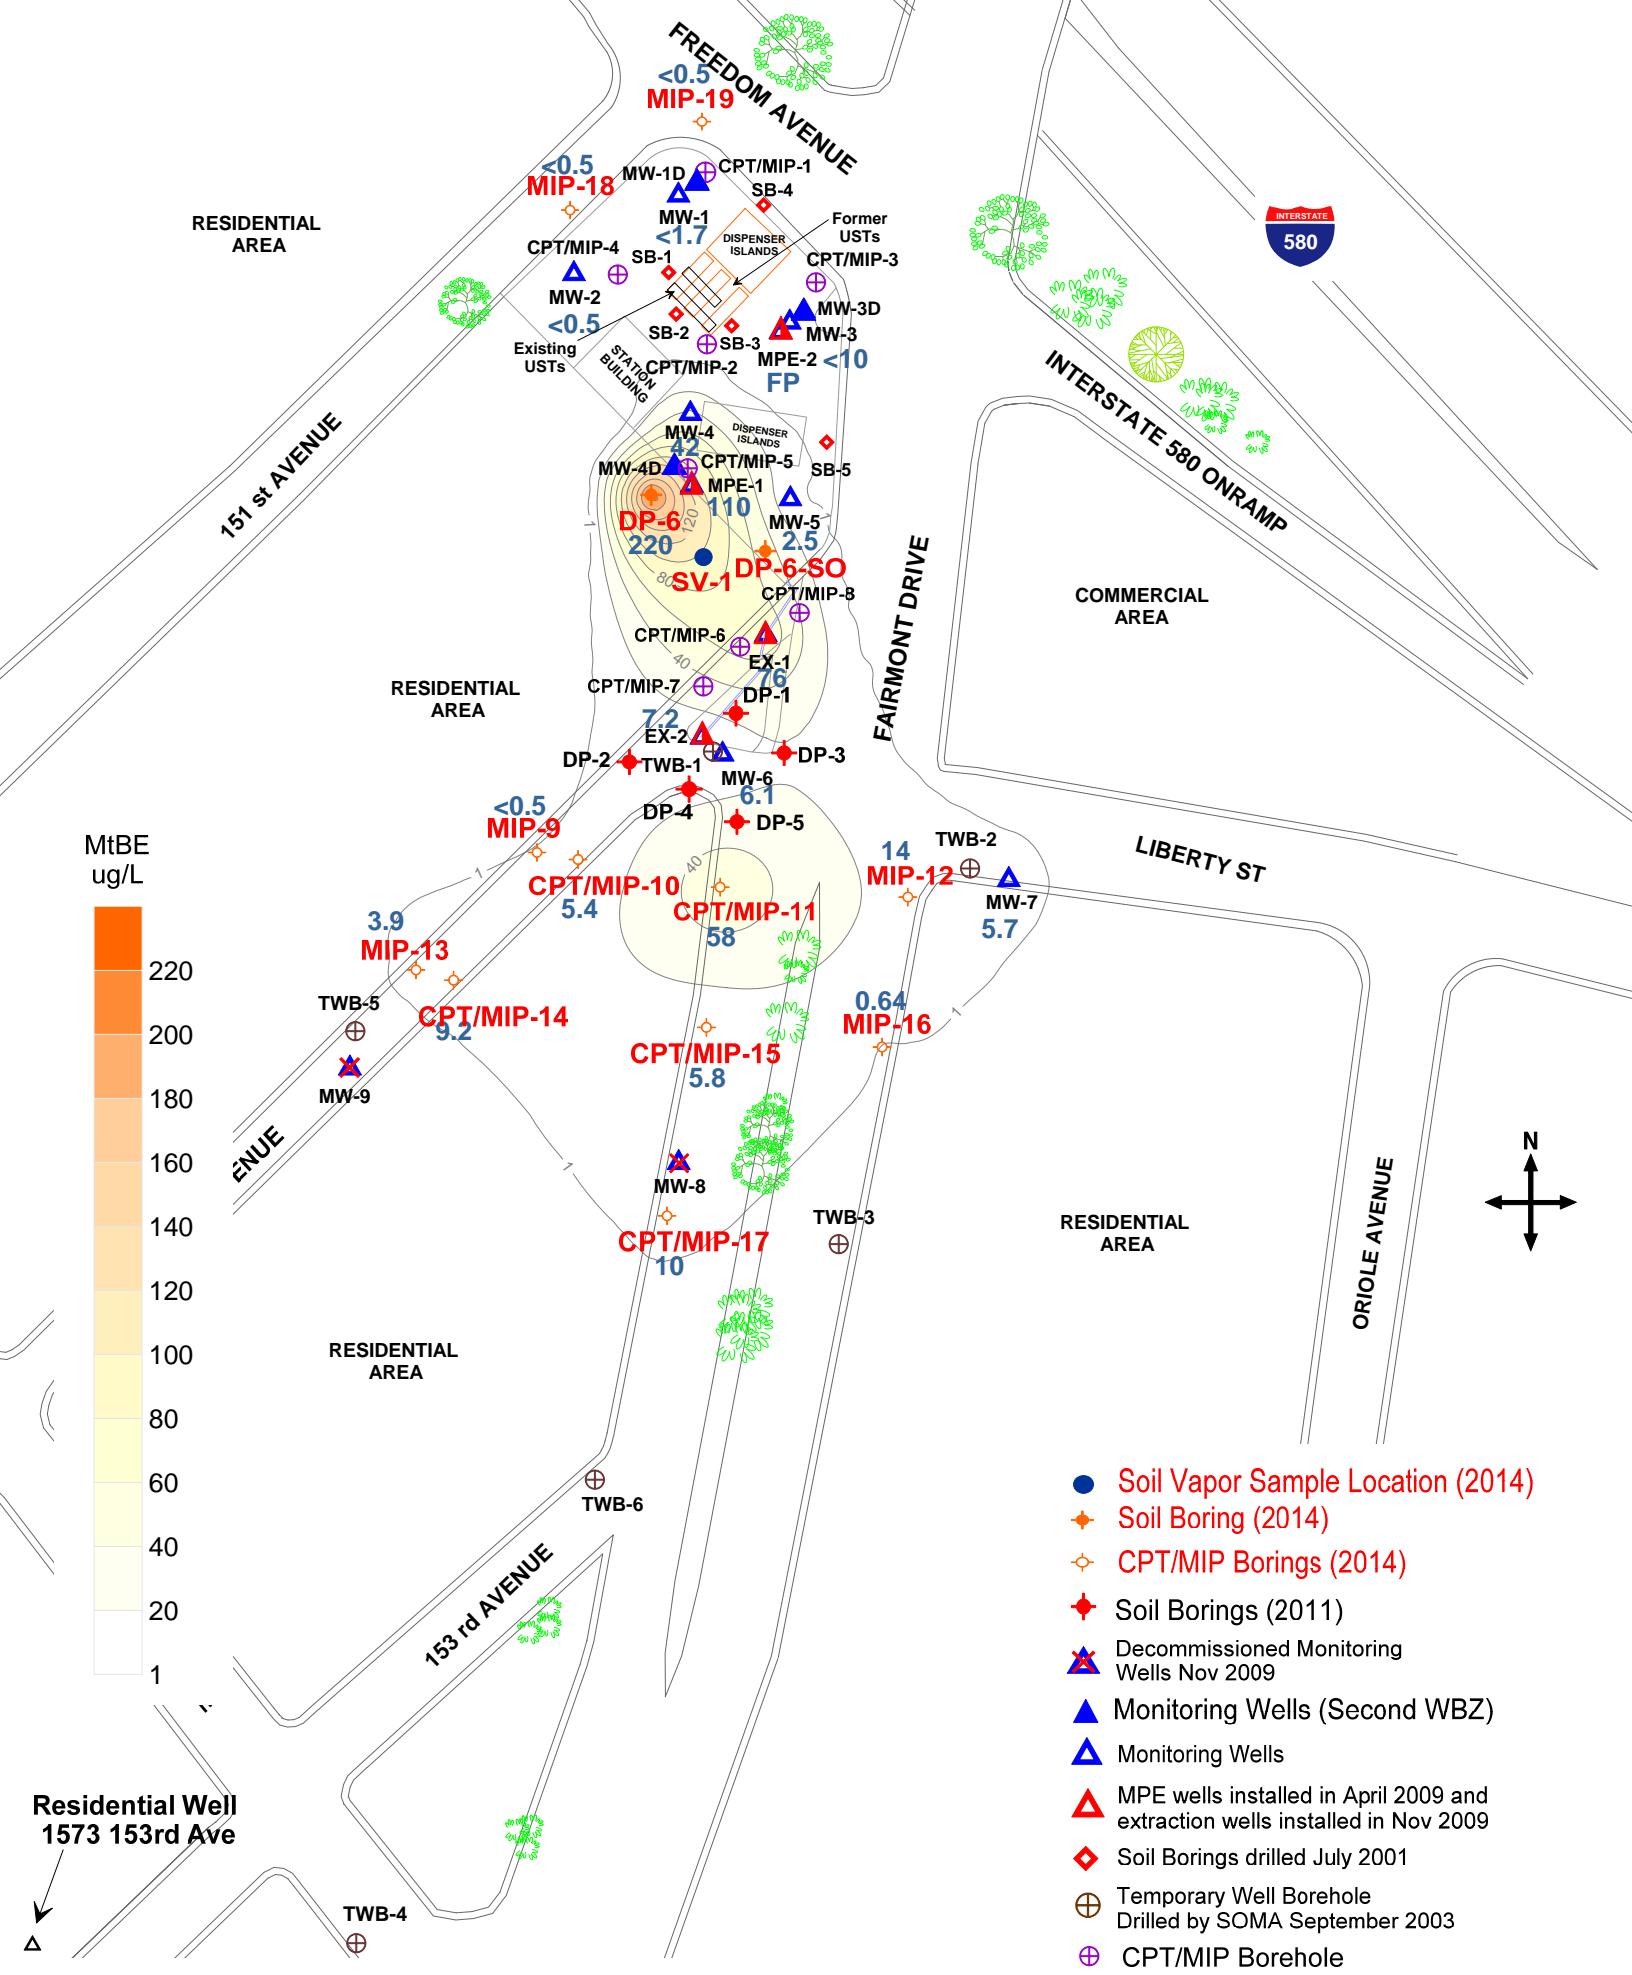 FREEDOM AVENUE
<0.5
MIP-19
<0.5
MIP-18
CPT/MIP-1
MW-1D
SB-4
MW-1
<1.7
Former
USTs
RESIDENTIAL
AREA
DISPENSER
ISLANDS
INTERSTATE
580
CPT/MIP-4
SB-1
CPT/MIP-3
MW-2
<0.5
MW-3D
SB-2
SB-3
MW-3
Existing
USTs
STATION
BUILDING
CPT/MIP-2
MPE-2
<10
FP
INTERSTATE 580 ONRAMP
151 st AVENUE
MW-4
42
DISPENSER
ISLANDS
MW-4D
CPT/MIP-5
SB-5
MPE-1
110
DP-6
220
120
MW-5
2.5
1
1
80
SV-1
DP-6-SO
CPT/MIP-8
FAIRMONT DRIVE
COMMERCIAL
AREA
CPT/MIP-6
40
EX-1
76
RESIDENTIAL
AREA
CPT/MIP-7
DP-1
7.2
EX-2
DP-2
TWB-1
DP-3
MW-6
6.1
DP-4
DP-5
<0.5
MIP-9
MtBE
ug/L
40
1
14
MIP-12
TWB-2
LIBERTY ST
CPT/MIP-10
5.4
CPT/MIP-11
58
MW-7
5.7
3.9
MIP-13
TWB-5
CPT/MIP-14
9.2
0.64
MIP-16
1
CPT/MIP-15
5.8
MW-9
ENUE
1
MW-8
CPT/MIP-17
10
TWB-3
RESIDENTIAL
AREA
N
ORIOLE AVENUE
RESIDENTIAL
AREA
220
200
180
160
140
120
100
80
60
40
20
1
TWB-6
153 rd AVENUE
Residential Well
1573 153rd Ave
TWB-4
Soil Vapor Sample Location (2014)
Soil Boring (2014)
CPT/MIP Borings (2014)
Soil Borings (2011)
Decommissioned Monitoring
Wells Nov 2009
Monitoring Wells (Second WBZ)
Monitoring Wells
MPE wells installed in April 2009 and
extraction wells installed in Nov 2009
Soil Borings drilled July 2001
Temporary Well Borehole
Drilled by SOMA September 2003
CPT/MIP Borehole